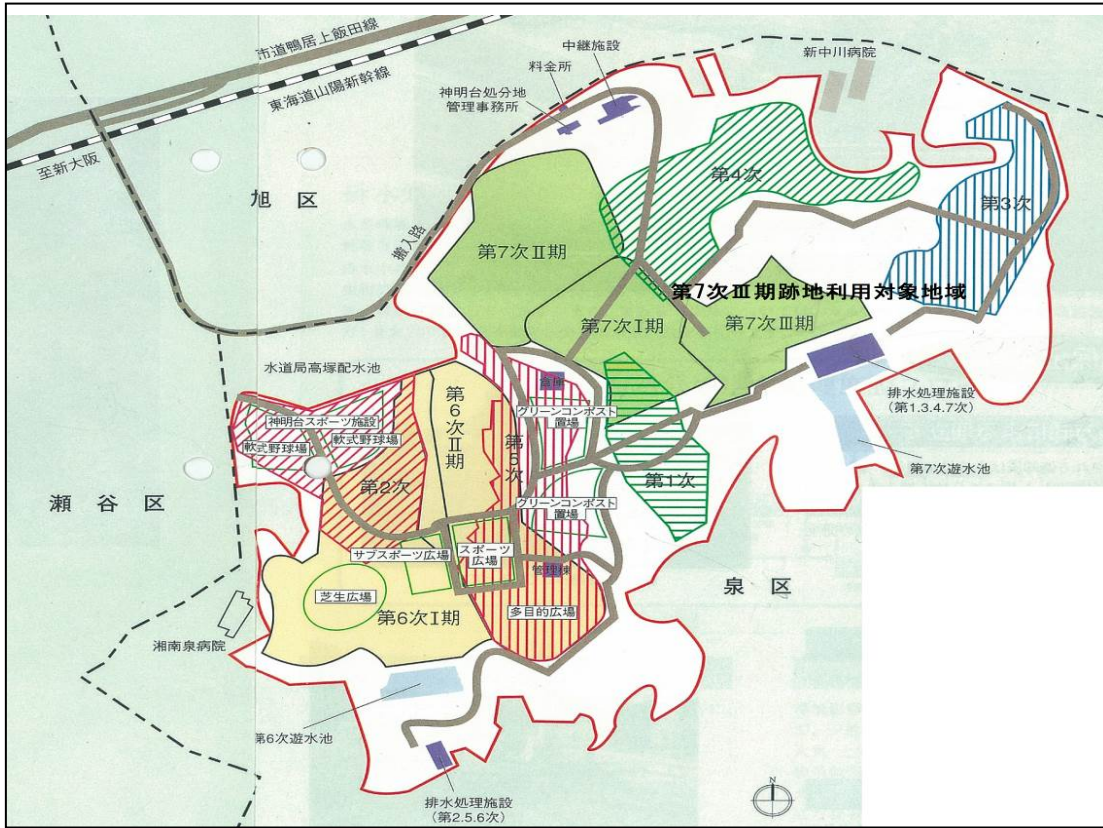 市道鴨居上飯田線
東海道山陽新幹線
至新大阪
中継施設
料金所
神明台処分地
管理事務所
新中川病院
旭区
搬入路
第4次
第3次
第7次Ⅱ期
第7次Ⅲ期跡地利用対象地域
第7次Ⅰ期
第7次Ⅲ期
水道局高塚配水池
排水処理施設
(第1.3.4.7次)
第7次遊水池
第6次Ⅱ期
第5次
倉庫
グリーンコンポスト
置場
神明台スポーツ施設
軟式野球場
軟式野球場
第2次
第1次
瀬谷区
グリーンコンポスト
置場
サブスポーツ広場
スポーツ
広場
管理棟
泉区
芝生広場
第6次Ⅰ期
多目的広場
湘南泉病院
第6次遊水池
排水処理施設
(第2.5.6次)
N